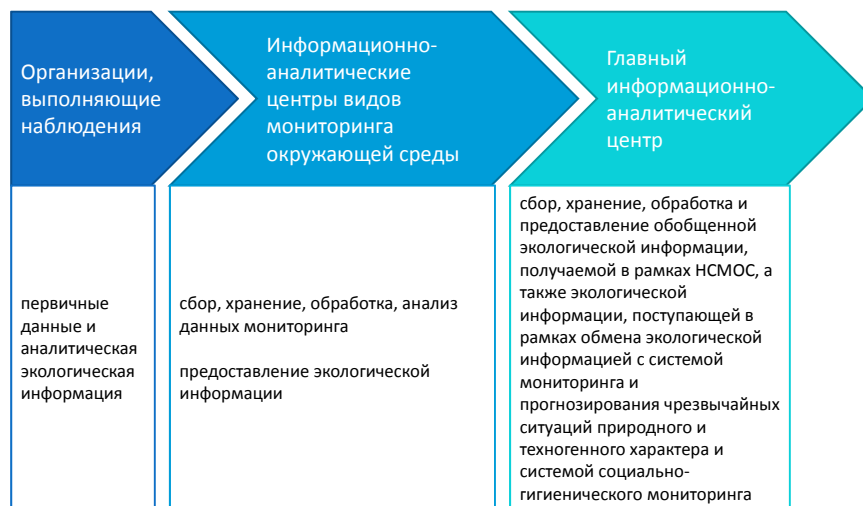 Организации,
выполняющие
наблюдения
Информационно-
аналитические
центры видов
мониторинга
окружающей среды
Главный
информационно-
аналитический
центр
первичные
данные и
аналитическая
экологическая
информация
сбор, хранение, обработка, анализ
данных мониторинга
предоставление экологической
информации
сбор, хранение, обработка и
предоставление обобщенной
экологической информации,
получаемой в рамках НСМОС, а
также экологической
информации, поступающей в
рамках обмена экологической
информацией с системой
мониторинга и
прогнозирования чрезвычайных
ситуаций природного и
техногенного характера и
системой социально-
гигиенического мониторинга